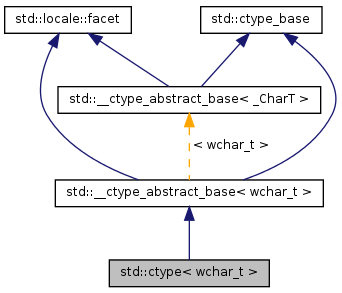 std::locale::facet
std::ctype_base
std::__ctype_abstract_base< _CharT >
< wchar_t >
std::__ctype_abstract_base< wchar_t >
std::ctype< wchar_t >